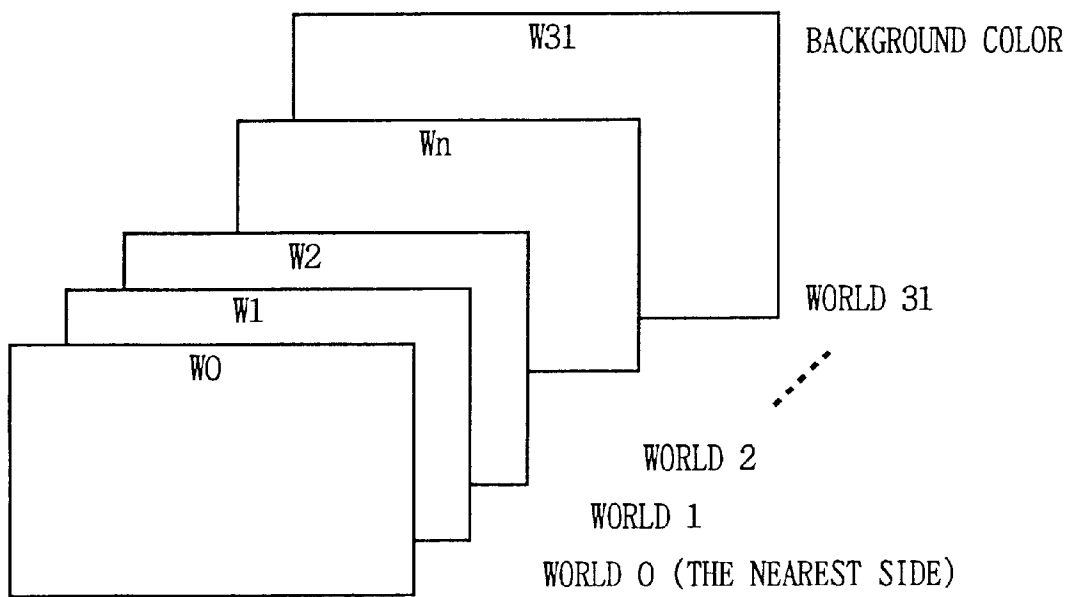 W31
BACKGROUND COLOR
Wn
W2
W1
WORLD 31
W0
WORLD 2
WORLD 1
WORLD 0 (THE NEAREST SIDE)